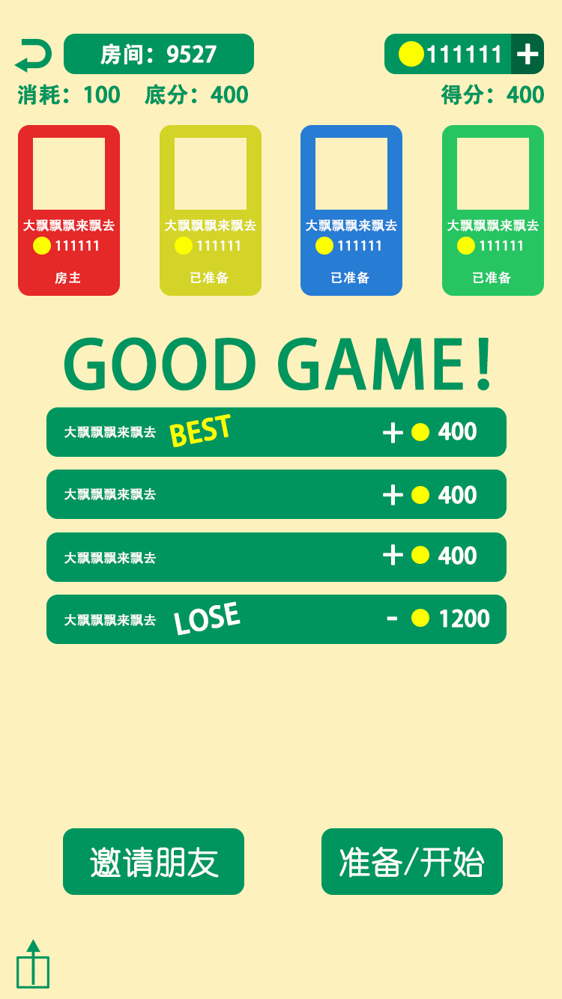 房间：9527
111111+
消耗：100 底分：400 得分：400
大飘飘飘来飘去 大飘飘飘来飘去 大飘飘飘来飘去 大飘飘飘来飘去
111111 111111 111111 111111
房主 已准备 已准备 已准备
GOOD GAME!
大飘飘飘来飘去 BEST + 400
大飘飘飘来飘去 + 400
大飘飘飘来飘去 + 400
大飘飘飘来飘去 LOSE - 1200
邀请朋友 准备/开始